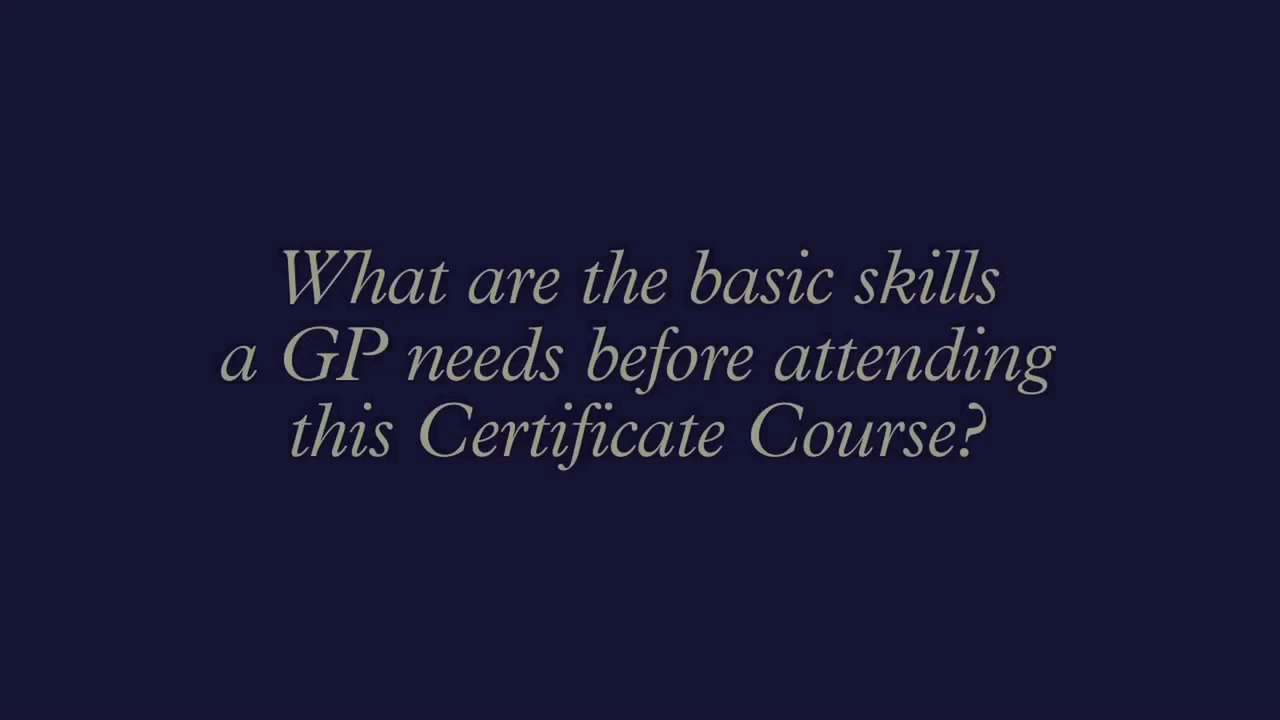 What are the basic skills
a GP needs before attending
this Certificate Course?